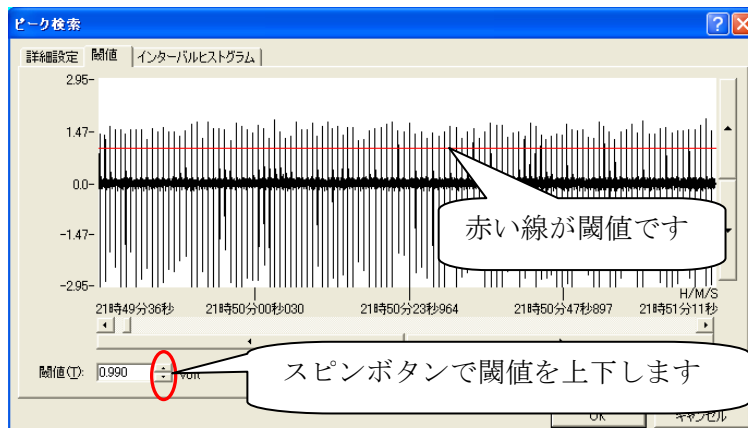 ピーク検索
詳細設定 閾値 インターバルヒストグラム
2.95-
1.47-
0.0-
-1.47-
-2.95-
赤い線が閾値です
H/M/S
21時49分36秒 21時50分00秒030 21時50分23秒964 21時50分47秒897 21時51分11秒
閾値(T): 0.990 volt
スピンボタンで閾値を上下します
OK キャンセル